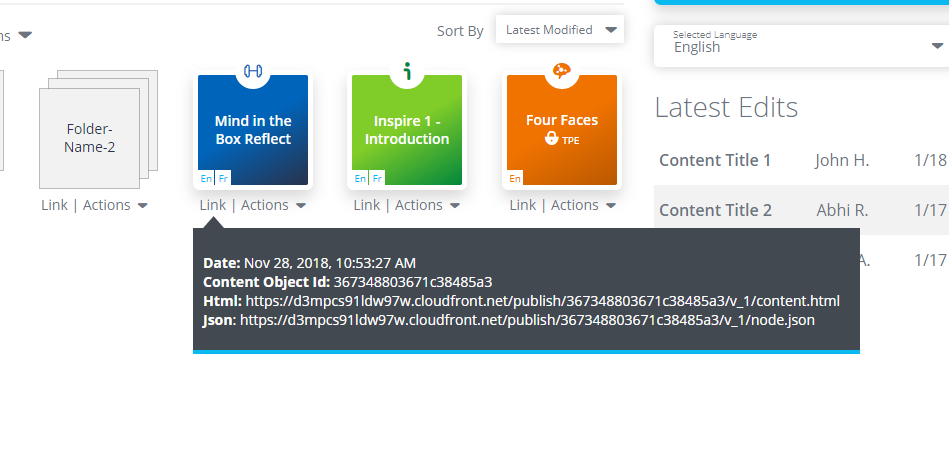 ns
Sort By
Latest Modified
Selected Language
English
Folder-
Name-2
Mind in the
Box Reflect
En Fr
Inspire 1 -
Introduction
En Fr
Four Faces
TPE
En
Link | Actions
Link | Actions
Link | Actions
Link | Actions
Latest Edits
Content Title 1 John H. 1/18
Content Title 2 Abhi R. 1/17
A. 1/17
Date: Nov 28, 2018, 10:53:27 AM
Content Object Id: 367348803671c38485a3
Html: https://d3mpcs91ldw97w.cloudfront.net/publish/367348803671c38485a3/v_1/content.html
Json: https://d3mpcs91ldw97w.cloudfront.net/publish/367348803671c38485a3/v_1/node.json